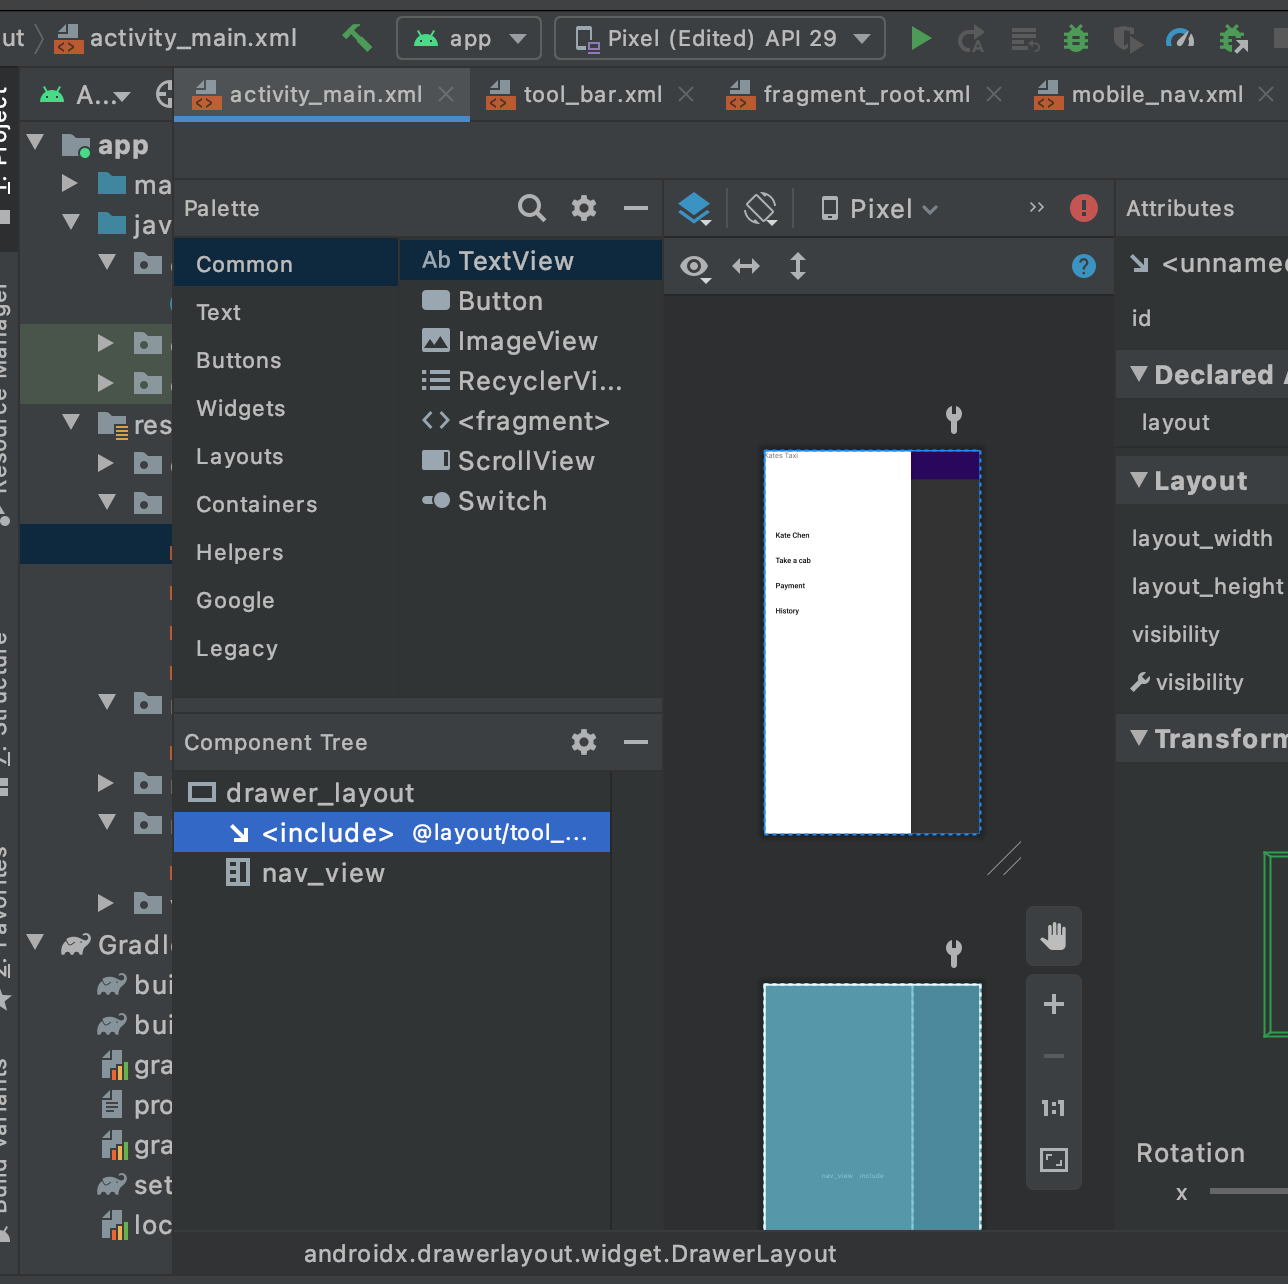 ut
activity_main.xml
app
Pixel (Edited) API 29
1: Project
Resource Manager
Z: Structure
2: Favorites
Build Variants
A...
activity_main.xml
tool_bar.xml
fragment_root.xml
mobile_nav.xml
app
ma
jav
res
Gradle
bui
bui
gra
pro
gra
set
loc
Palette
Common
Text
Buttons
Widgets
Layouts
Containers
Helpers
Google
Legacy
Ab TextView
Button
ImageView
RecyclerVi...
<fragment>
ScrollView
Switch
Component Tree
drawer_layout
<include> @layout/tool_...
nav_view
Pixel
»
!
?
Kates Taxi
Kate Chen
Take a cab
Payment
History
nav_view include
1:1
Attributes
<unname
id
Declared A
layout
Layout
layout_width
layout_height
visibility
visibility
Transform
Rotation
x
androidx.drawerlayout.widget.DrawerLayout